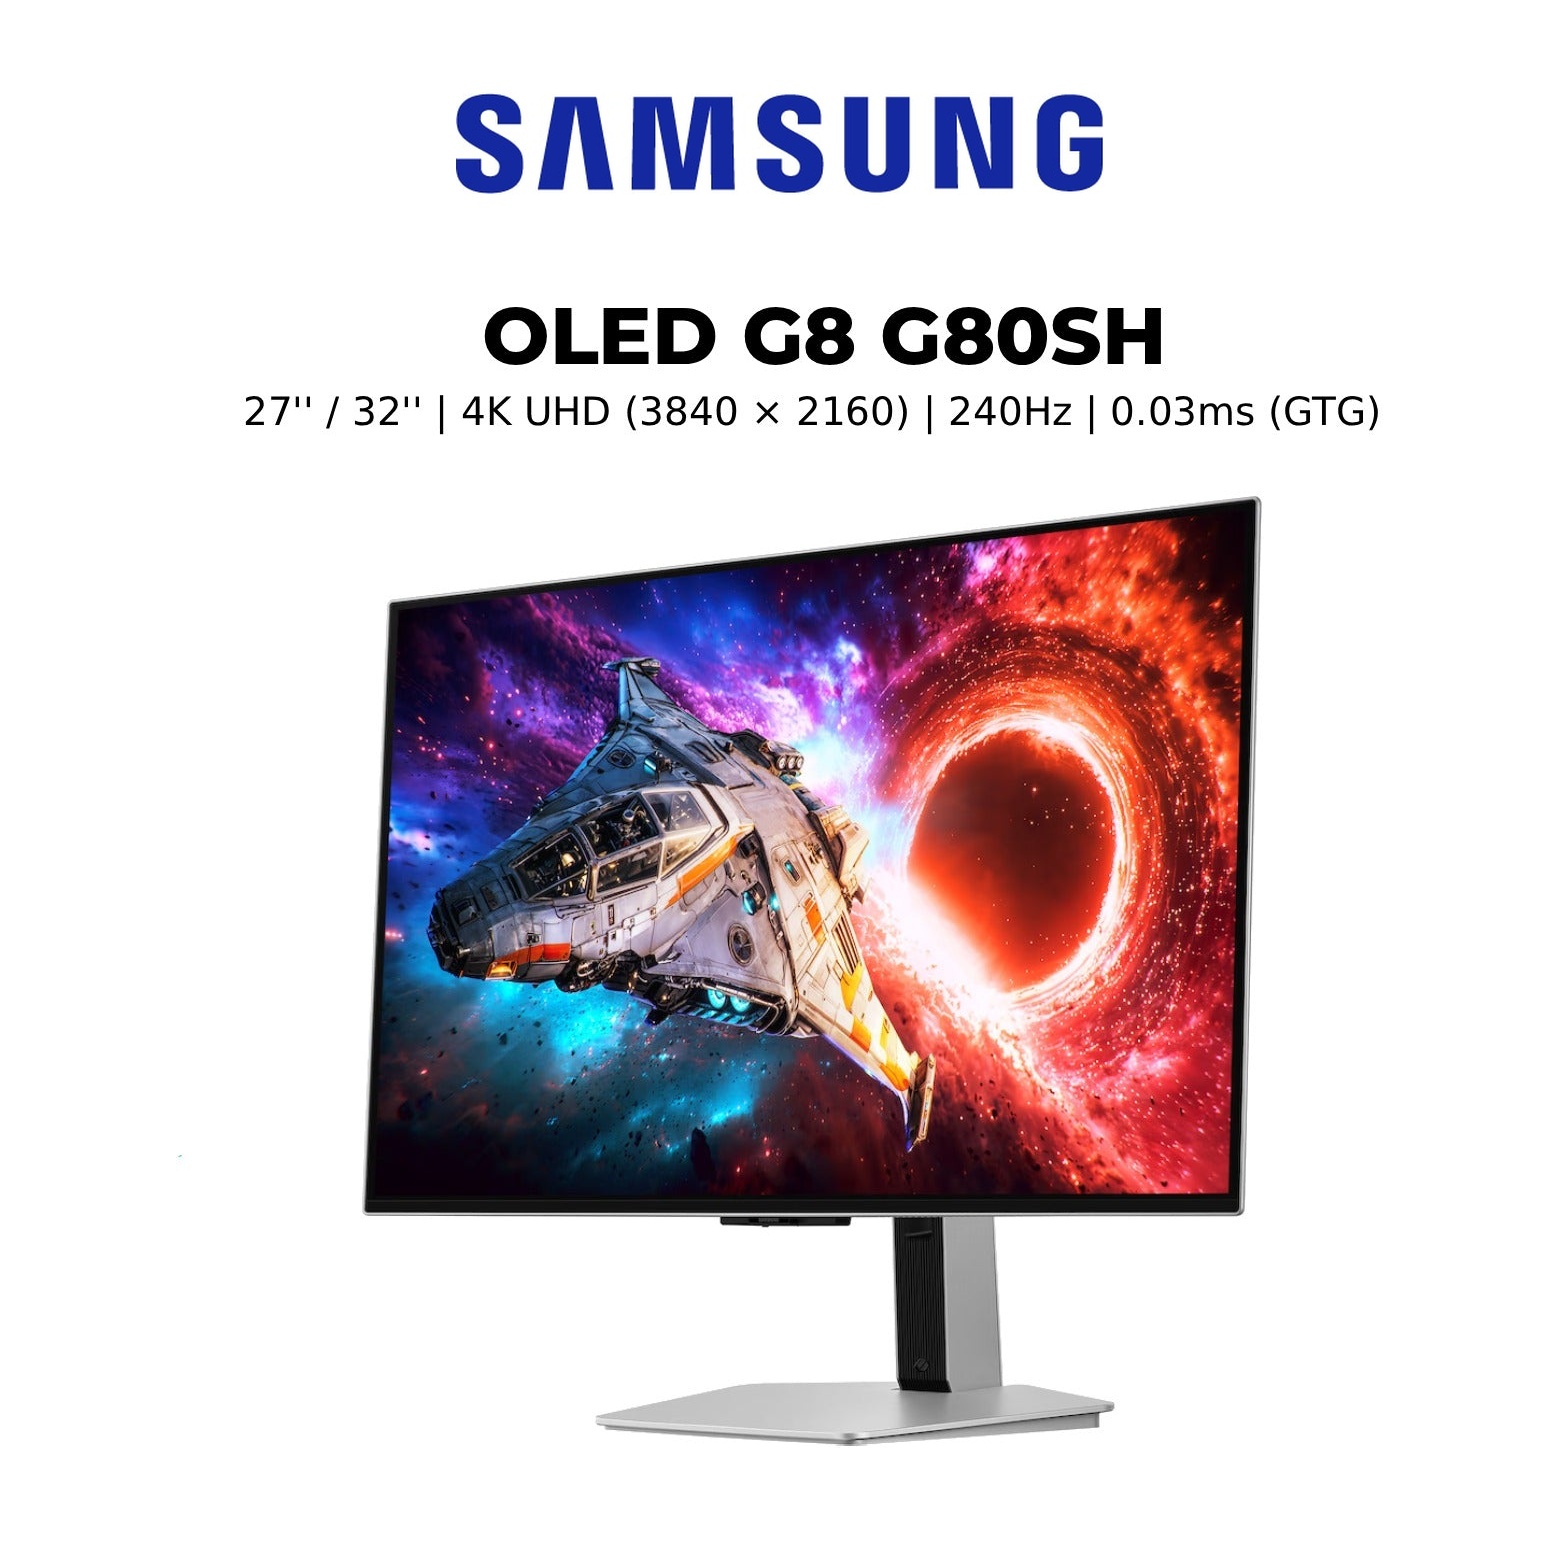 SAMSUNG
OLED G8 G80SH
27'' / 32'' | 4K UHD (3840 × 2160) | 240Hz | 0.03ms (GTG)